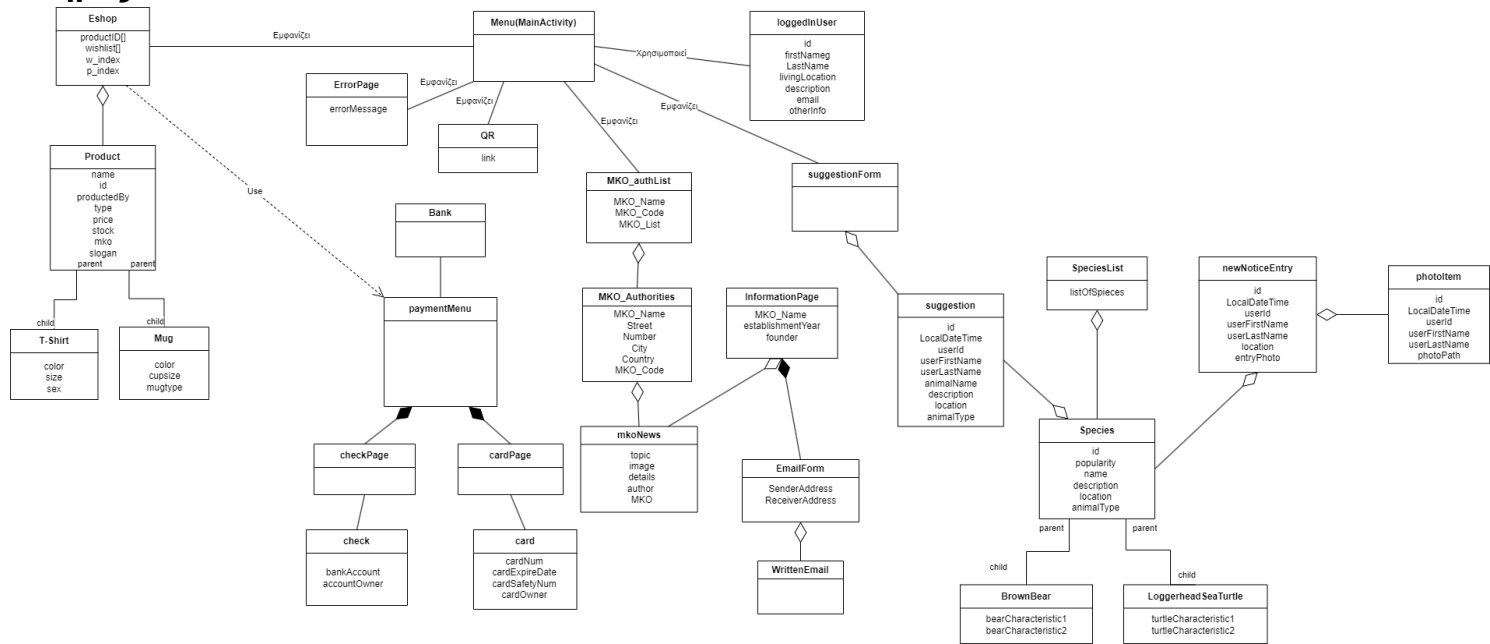 Eshop
productID[]
wishlist[]
w_index
p_index
Εμφανίζει
Menu(MainActivity)
Χρησιμοποιεί
loggedInUser
id
firstNameg
LastName
livingLocation
description
email
otherInfo
ErrorPage
errorMessage
Εμφανίζει
Εμφανίζει
QR
link
Εμφανίζει
Εμφανίζει
Product
name
id
productedBy
type
price
stock
mko
slogan
parent
parent
child
child
T-Shirt
color
size
sex
Mug
color
cupsize
mugtype
Use
Bank
paymentMenu
checkPage
cardPage
check
bankAccount
accountOwner
card
cardNum
cardExpireDate
cardSafetyNum
cardOwner
MKO_authList
MKO_Name
MKO_Code
MKO_List
MKO_Authorities
MKO_Name
Street
Number
City
Country
MKO_Code
mkoNews
topic
image
details
author
MKO
InformationPage
MKO_Name
establishmentYear
founder
EmailForm
SenderAddress
ReceiverAddress
WrittenEmail
suggestionForm
suggestion
id
LocalDateTime
userId
userFirstName
userLastName
animalName
description
location
animalType
SpeciesList
listOfSpieces
newNoticeEntry
id
LocalDateTime
userId
userFirstName
userLastName
location
entryPhoto
photoItem
id
LocalDateTime
userId
userFirstName
userLastName
photoPath
Species
id
popularity
name
description
location
animalType
parent
parent
child
child
BrownBear
bearCharacteristic1
bearCharacteristic2
LoggerheadSeaTurtle
turtleCharacteristic1
turtleCharacteristic2